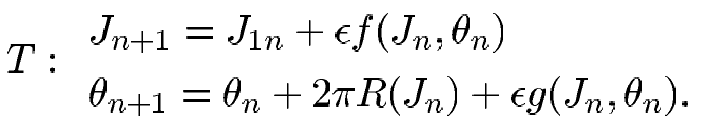 T : J_{n+1} = J_{1n} + ϵf(J_n, θ_n)
θ_{n+1} = θ_n + 2πR(J_n) + ϵg(J_n, θ_n).